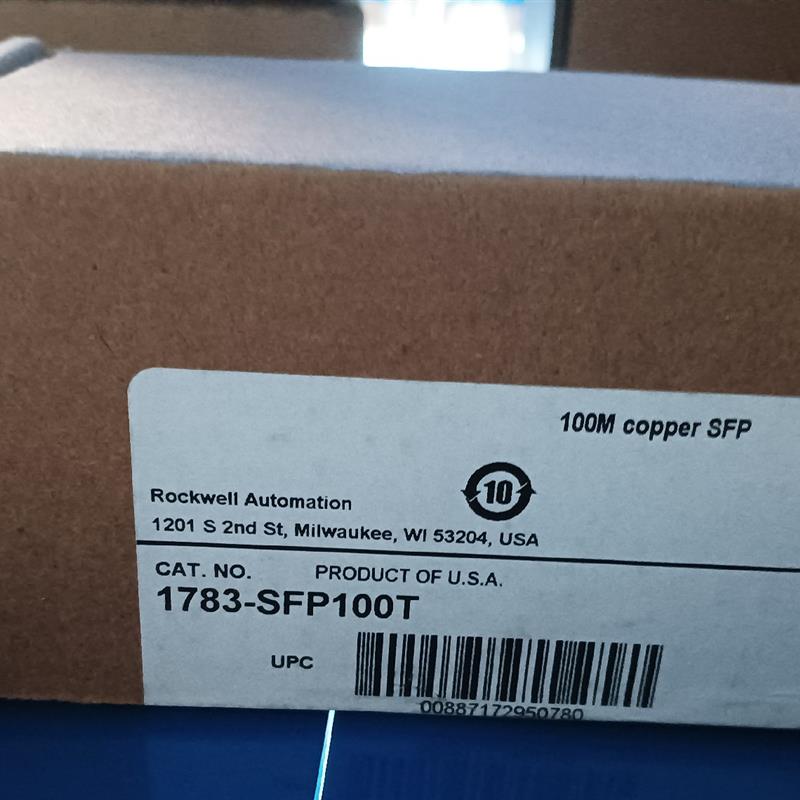 100M copper SFP
10
Rockwell Automation
1201 S 2nd St, Milwaukee, WI 53204, USA
CAT. NO. PRODUCT OF U.S.A.
1783-SFP100T
UPC
00887172950780